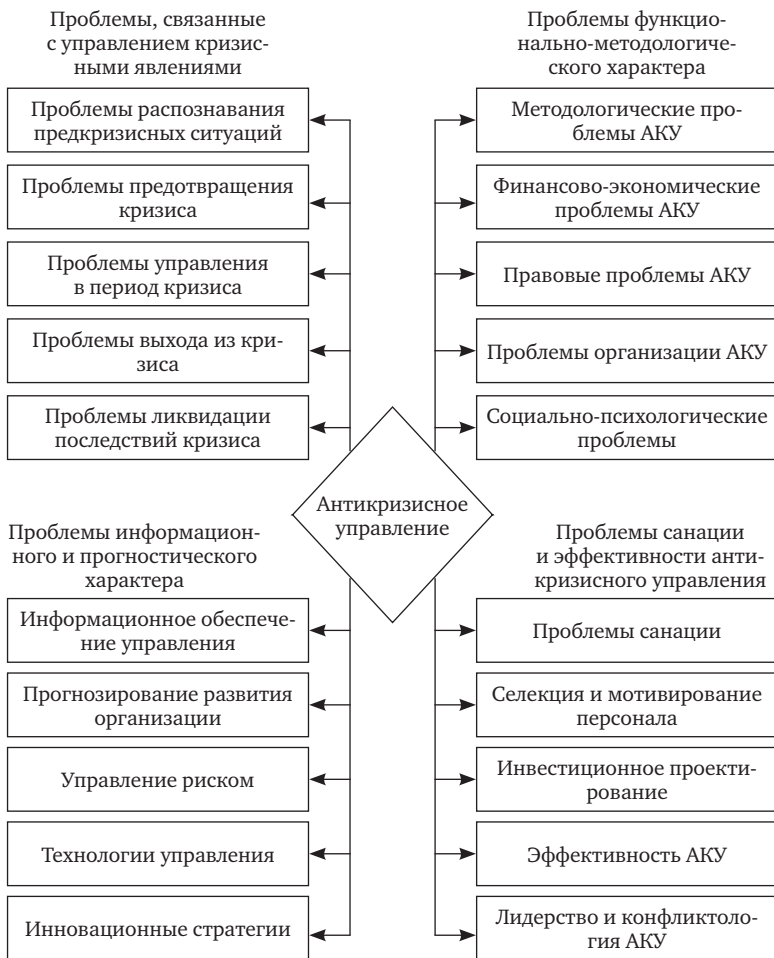 Проблемы, связанные
с управлением кризис-
ными явлениями
Проблемы распознавания
предкризисных ситуаций
Проблемы предотвращения
кризиса
Проблемы управления
в период кризиса
Проблемы выхода из кри-
зиса
Проблемы ликвидации
последствий кризиса
Проблемы функцио-
нально-методологиче-
ского характера
Методологические про-
блемы АКУ
Финансово-экономические
проблемы АКУ
Правовые проблемы АКУ
Проблемы организации АКУ
Социально-психологические
проблемы
Антикризисное
управление
Проблемы информацион-
ного и прогностического
характера
Информационное обеспече-
ние управления
Прогнозирование развития
организации
Управление риском
Технологии управления
Инновационные стратегии
Проблемы санации
и эффективности анти-
кризисного управления
Проблемы санации
Селекция и мотивирование
персонала
Инвестиционное проекти-
рование
Эффективность АКУ
Лидерство и конфликтоло-
гия АКУ